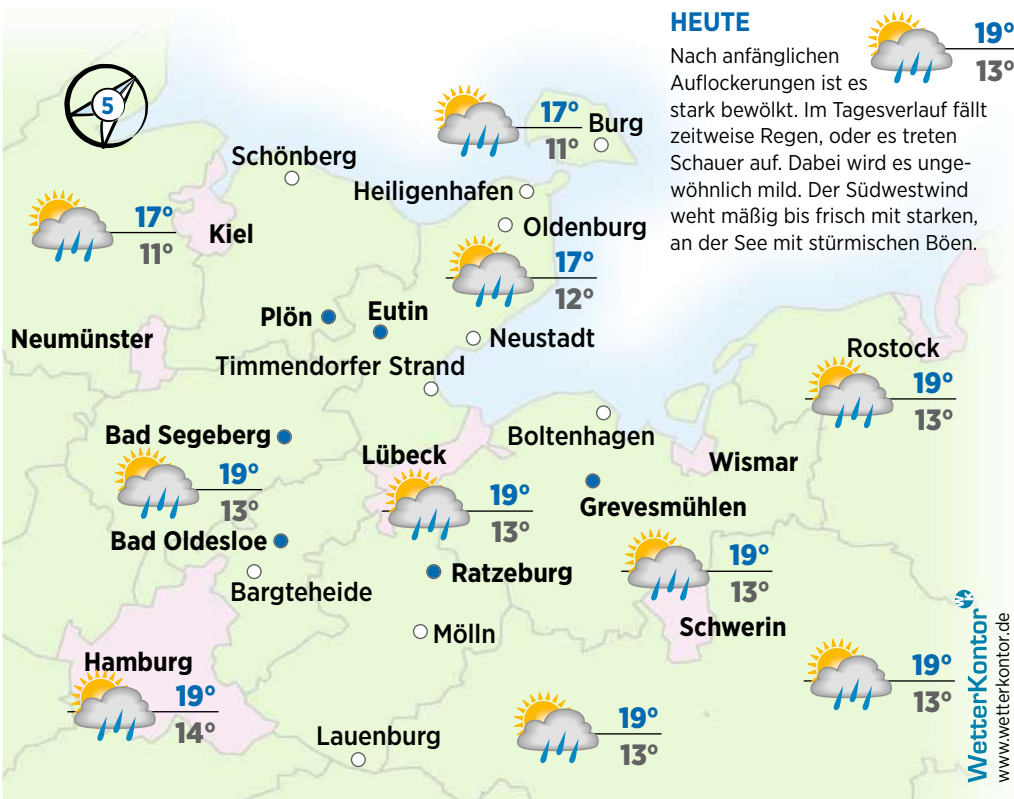 HEUTE
19°
13°
Nach anfänglichen
Auflockerungen ist es
stark bewölkt. Im Tagesverlauf fällt
zeitweise Regen, oder es treten
Schauer auf. Dabei wird es unge-
wöhnlich mild. Der Südwestwind
weht mäßig bis frisch mit starken,
an der See mit stürmischen Böen.
5
17°
11°
Burg
Schönberg
Heiligenhafen
17°
11°
Kiel
Oldenburg
17°
12°
Plön
Eutin
Neumünster
Neustadt
Timmendorfer Strand
Rostock
19°
13°
Bad Segeberg
Boltenhagen
Lübeck
Wismar
19°
13°
19°
13°
Grevesmühlen
Bad Oldesloe
Bargteheide
Ratzeburg
19°
13°
Schwerin
Mölln
Hamburg
19°
14°
19°
13°
Lauenburg
19°
13°
WetterKontor
www.wetterkontor.de